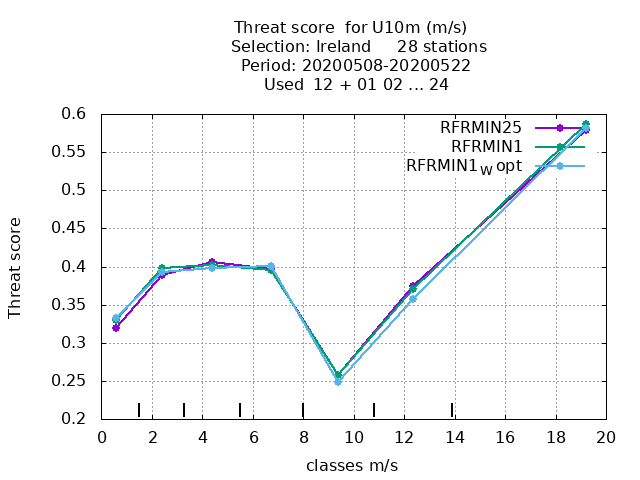 Threat score  for U10m (m/s)
Selection: Ireland     28 stations
Period: 20200508-20200522
Used  12 + 01 02 ... 24
RFRMIN25
RFRMIN1
RFRMIN1W opt
0.6
0.55
0.5
0.45
0.4
0.35
0.3
0.25
0.2
Threat score
0 2 4 6 8 10 12 14 16 18 20
classes m/s